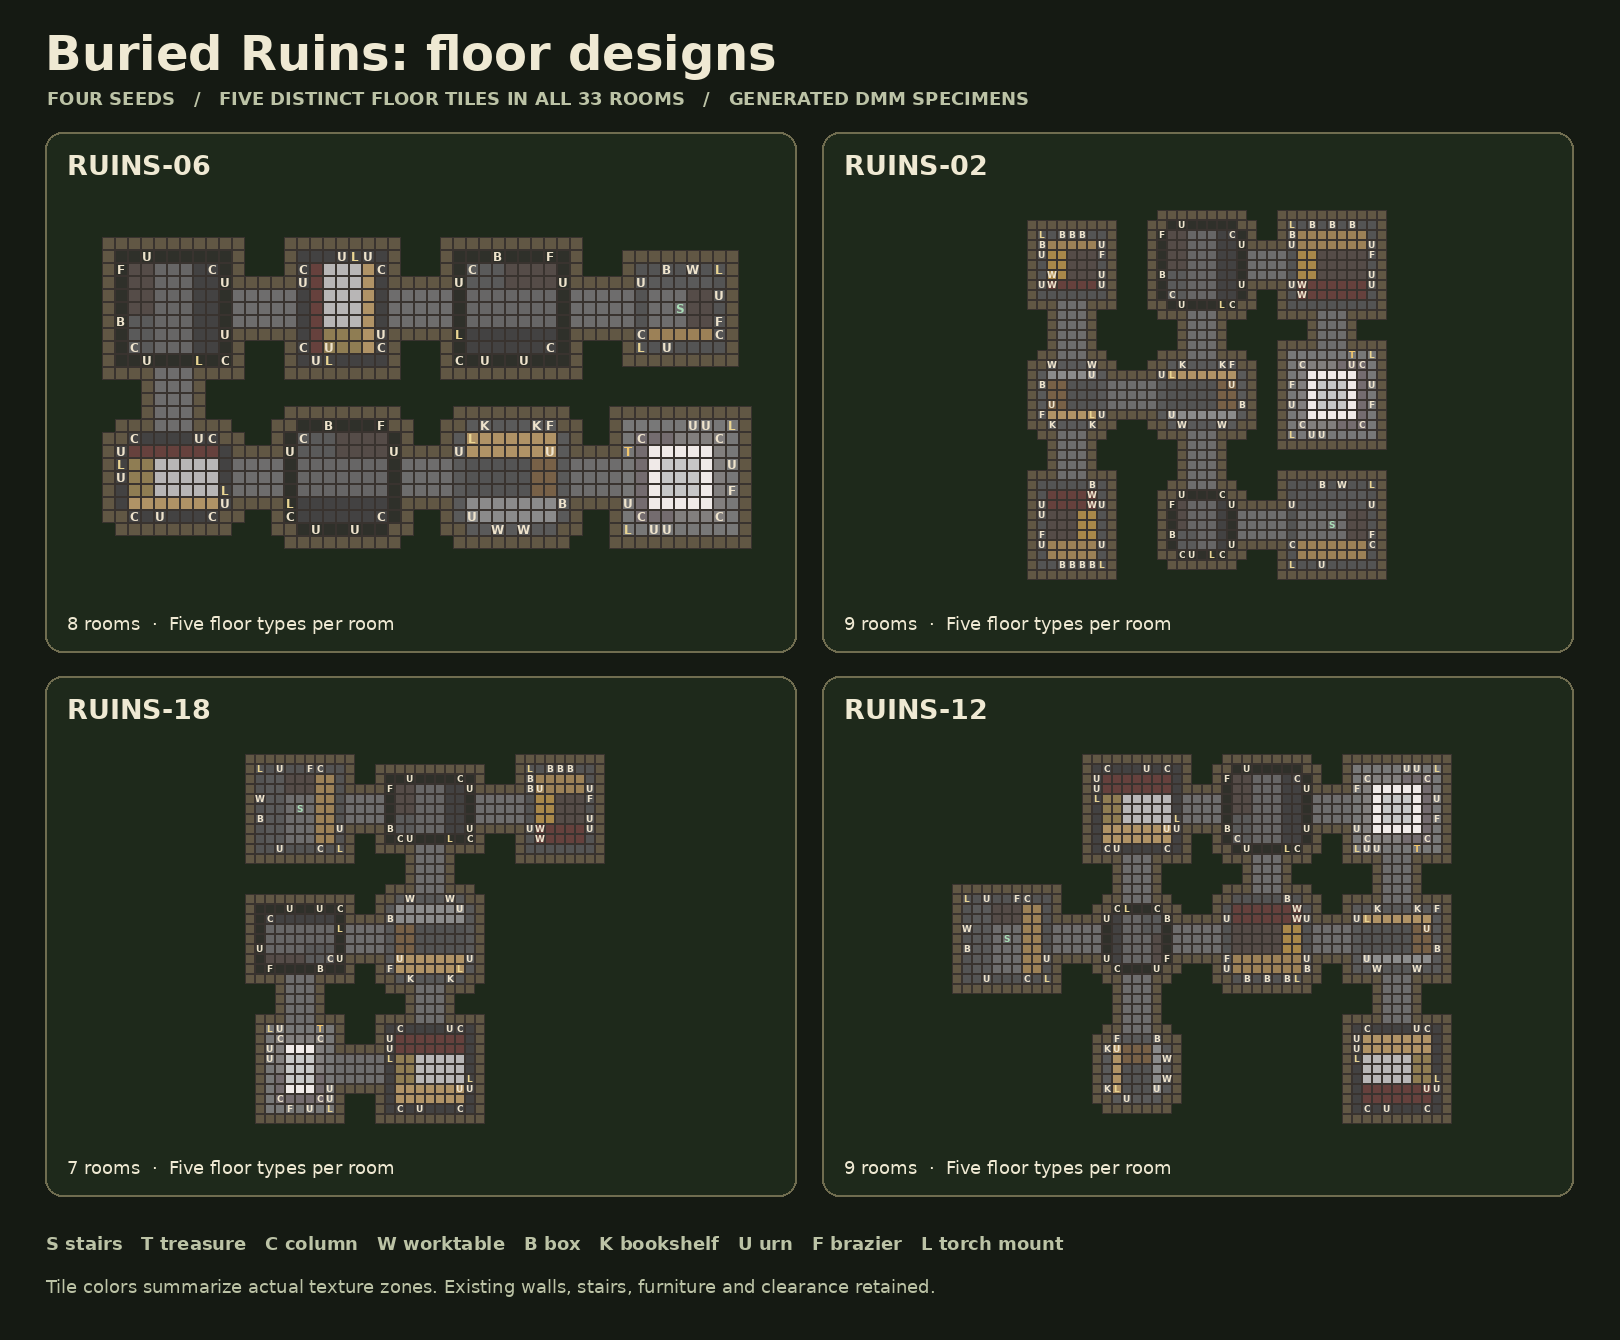 Buried Ruins: floor designs
FOUR SEEDS / FIVE DISTINCT FLOOR TILES IN ALL 33 ROOMS / GENERATED DMM SPECIMENS
RUINS-06
8 rooms · Five floor types per room
RUINS-02
9 rooms · Five floor types per room
RUINS-18
7 rooms · Five floor types per room
RUINS-12
9 rooms · Five floor types per room
S stairs T treasure C column W worktable B box K bookshelf U urn F brazier L torch mount
Tile colors summarize actual texture zones. Existing walls, stairs, furniture and clearance retained.